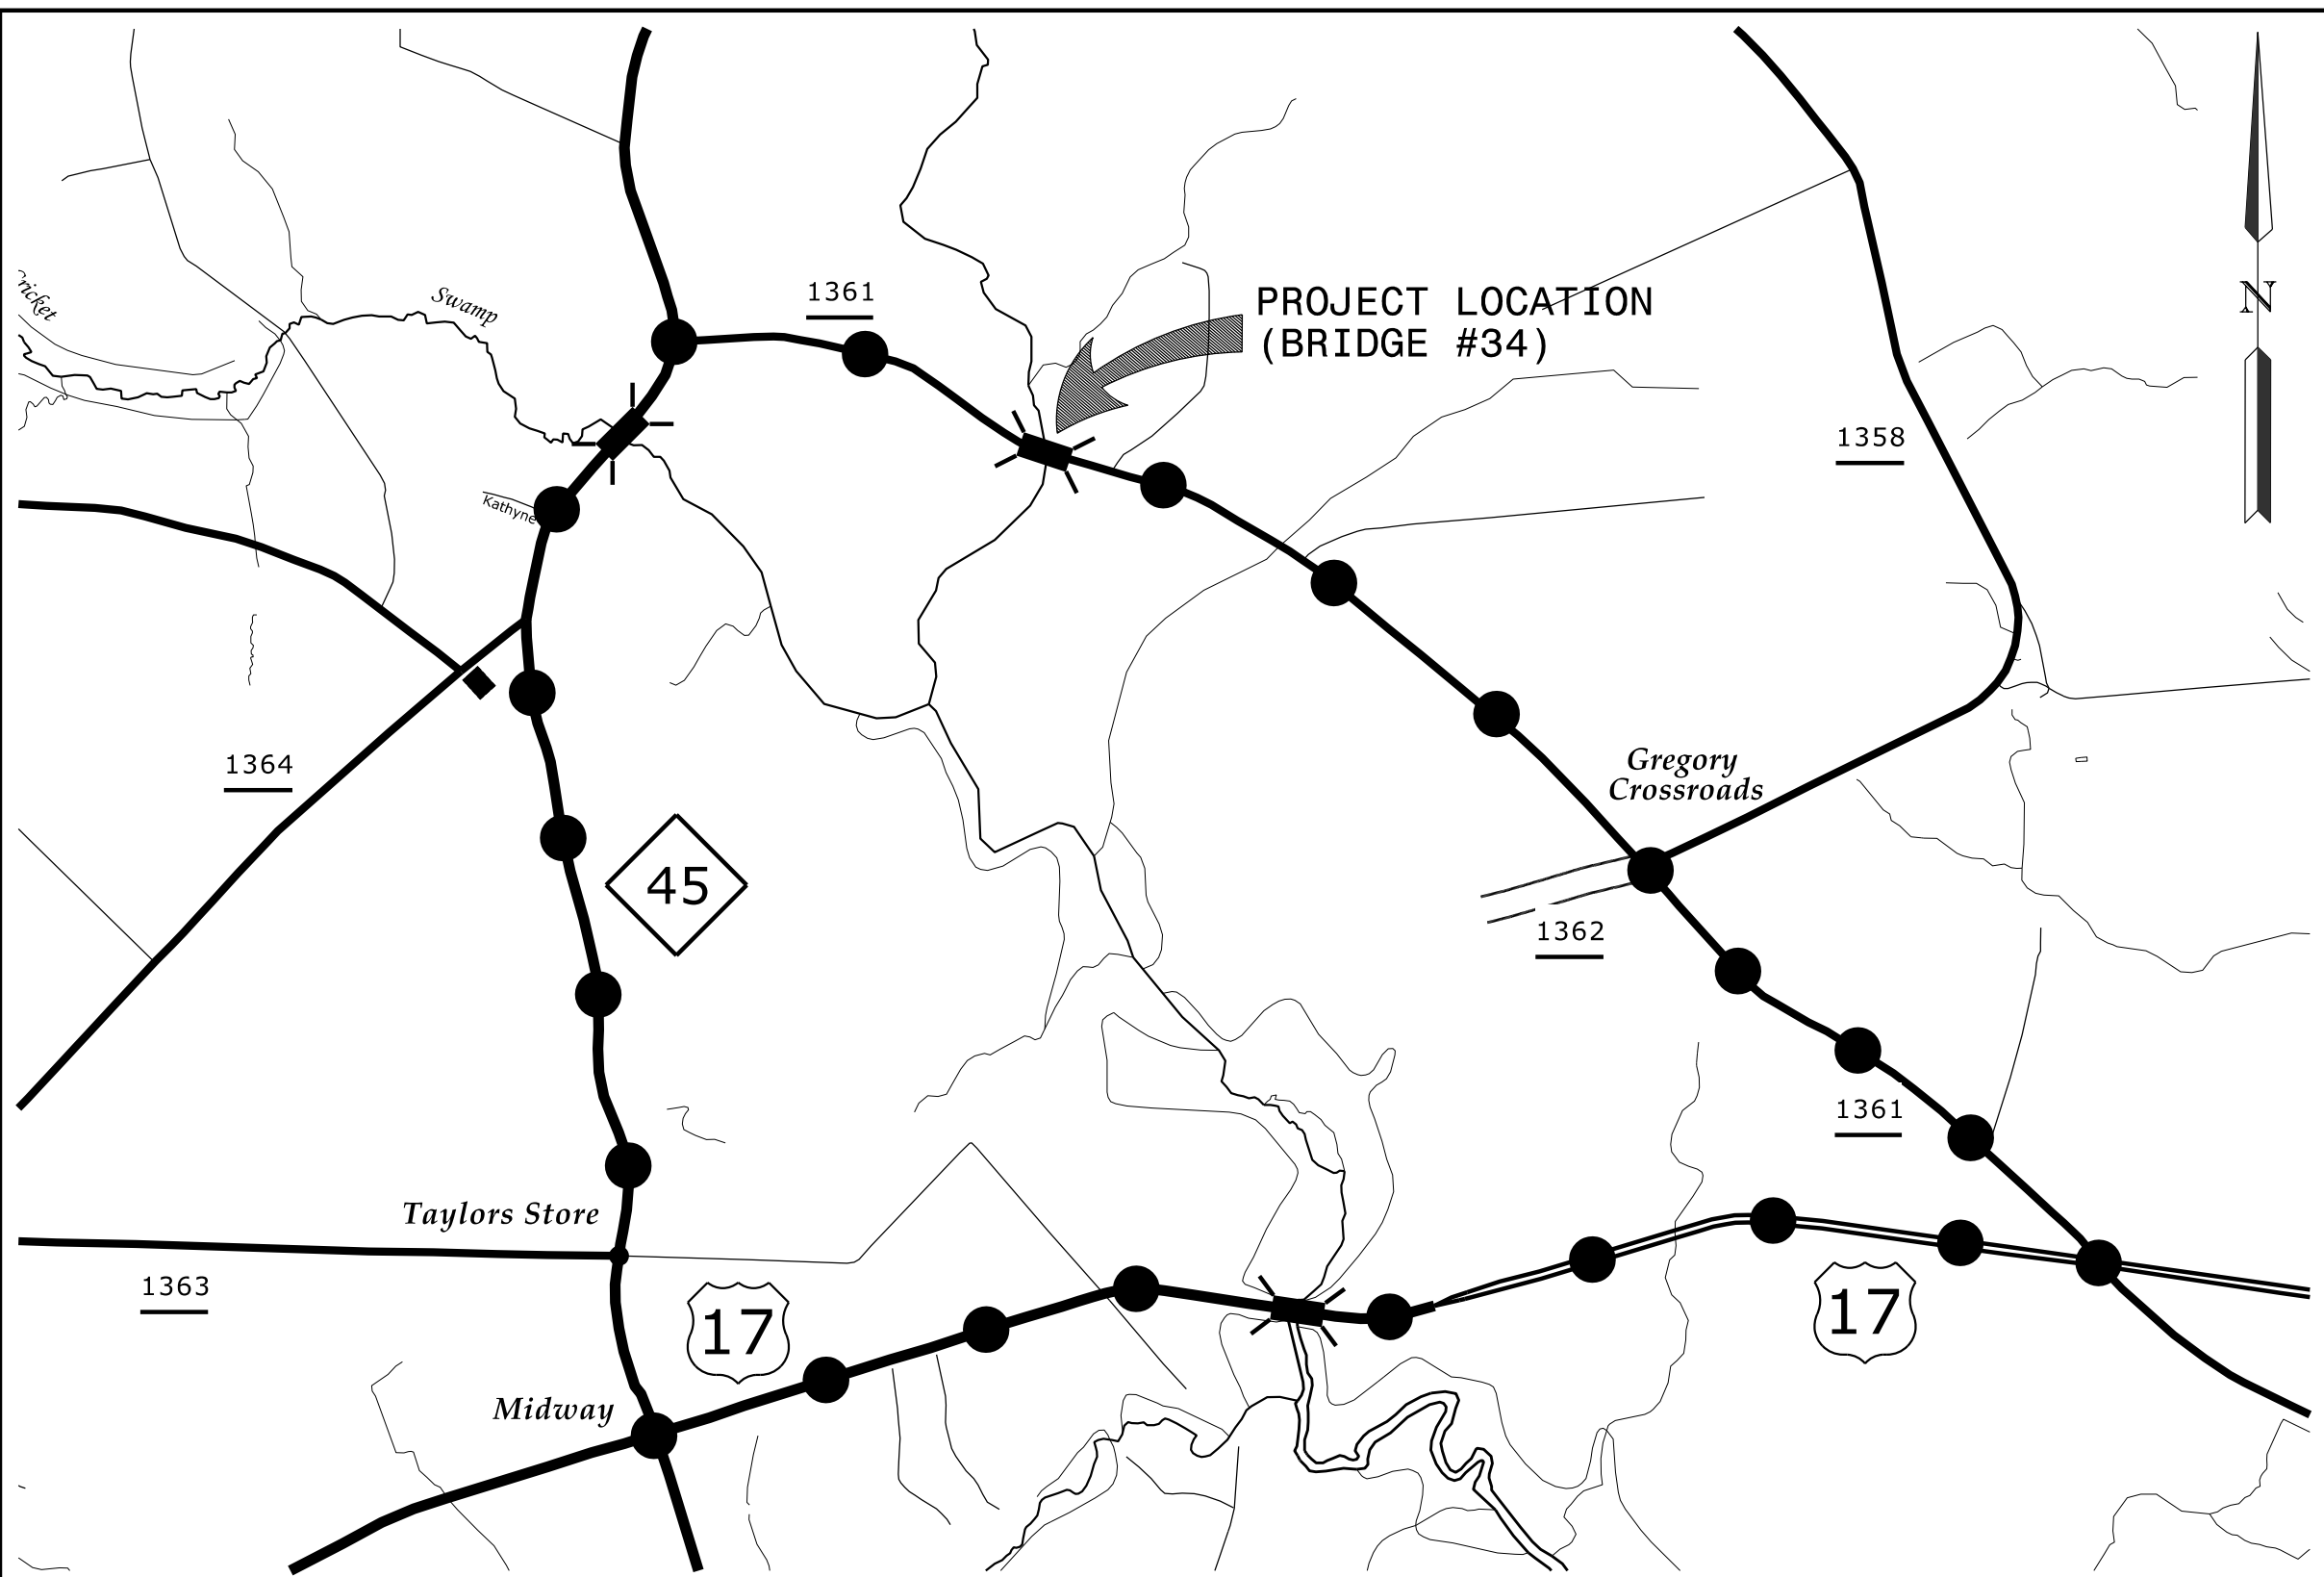 ricket
Swamp
1361
PROJECT LOCATION
(BRIDGE #34)
N
1358
Kathyne
Gregory
Crossroads
1364
45
1362
1361
Taylors Store
1363
17
17
Midway